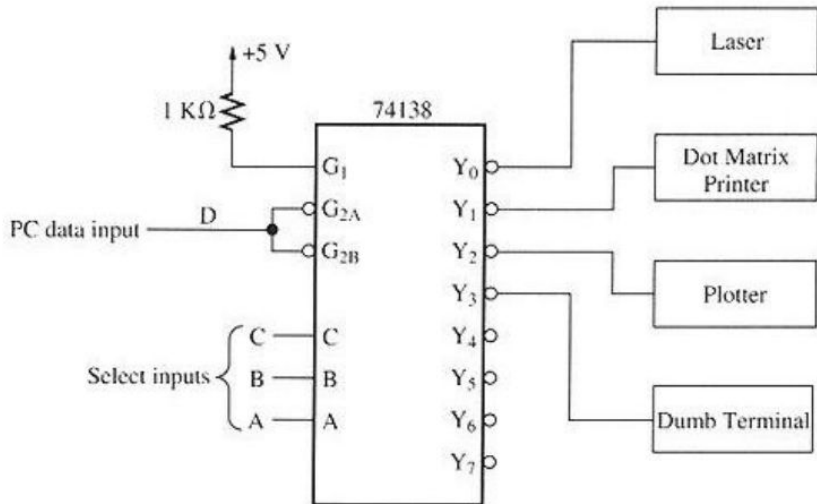 +5 V
1 KΩ
74138
Laser
Dot Matrix
Printer
Plotter
Dumb Terminal
PC data input
D
Select inputs
C
B
A
G₁
G₂A
G₂B
C
B
A
Y₀
Y₁
Y₂
Y₃
Y₄
Y₅
Y₆
Y₇